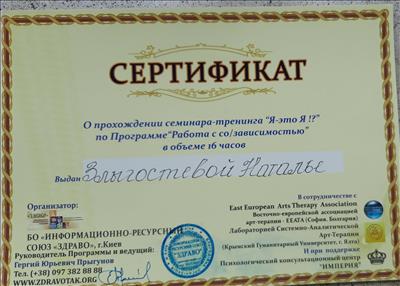 СЕРТИФИКАТ
О прохождении семинара-тренинга "Я-это Я !?"
по Программе "Работа с со/зависимостью"
в объеме 16 часов
Выдан Злыгостевой Наталье
Организатор:
БО «ИНФОРМАЦИОННО-РЕСУРСНЫЙ
СОЮЗ «ЗДРАВО», г.Киев
Руководитель Программы и ведущий:
Гергий Юрьевич Прыгунов
Тел. (+38) 097 382 88 88
WWW.ZDRAVOTAK.ORG
В сотрудничестве с
East European Arts Therapy Association
Восточно-европейской ассоциацией
арт-терапии - EEATA (София. Болгария)
Лабораторией Системно-Аналитической
Арт-Терапии
(Крымский Гуманитарный Университет, г. Ялта)
И при поддержке
Психологический консультационный центр
"ИМПЕРИЯ"
"ЗДРАВО"